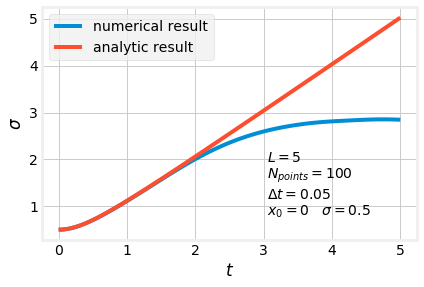 numerical result
analytic result
σ
5
4
3
2
1
L = 5
N_points = 100
Δt = 0.05
x₀ = 0 σ = 0.5
0 1 2 3 4 5
t